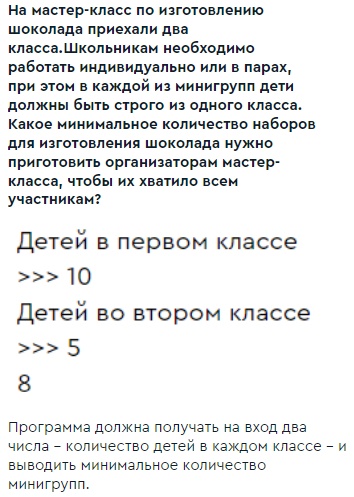 На мастер-класс по изготовлению
шоколада приехали два
класса.Школьникам необходимо
работать индивидуально или в парах,
при этом в каждой из минигрупп дети
должны быть строго из одного класса.
Какое минимальное количество наборов
для изготовления шоколада нужно
приготовить организаторам мастер-
класса, чтобы их хватило всем
участникам?
Детей в первом классе
>>> 10
Детей во втором классе
>>> 5
8
Программа должна получать на вход два
числа – количество детей в каждом классе – и
выводить минимальное количество
минигрупп.